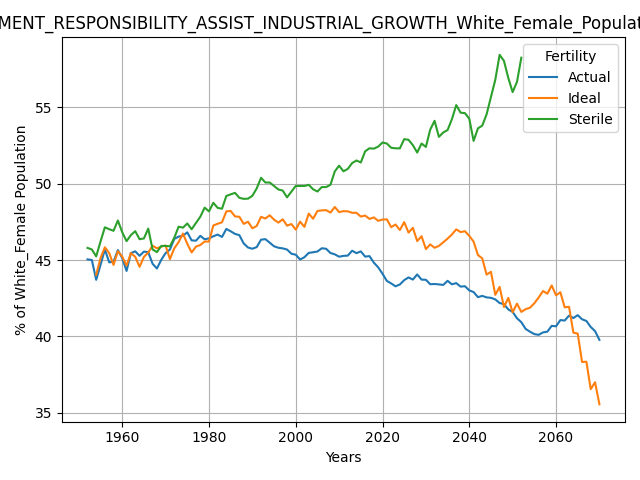 MENT_RESPONSIBILITY_ASSIST_INDUSTRIAL_GROWTH_White_Female_Populat
Fertility
Actual
Ideal
Sterile
% of White_Female Population
55
50
45
40
35
1960
1980
2000
2020
2040
2060
Years